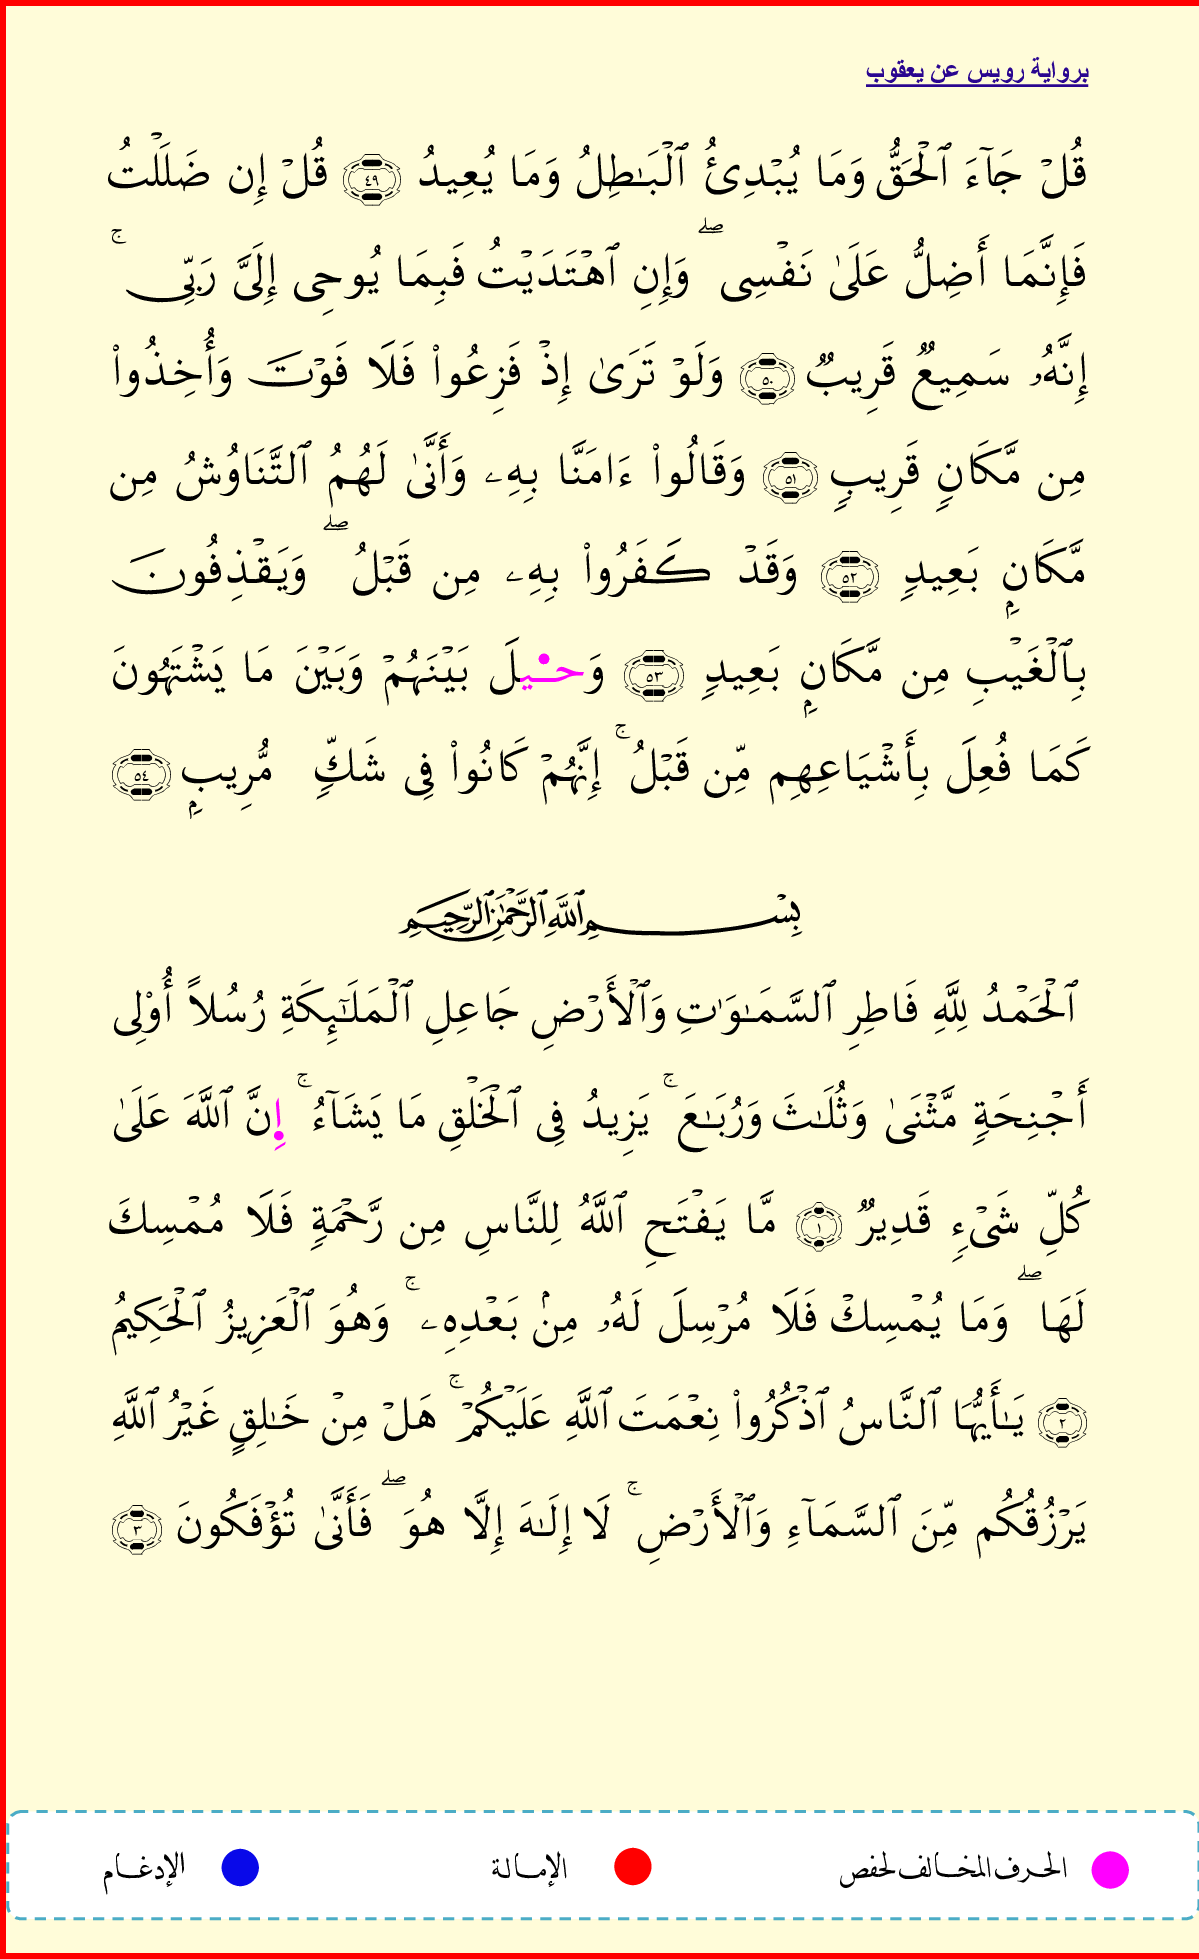 برواية رويس عن يعقوب
قُلۡ جَآءَ ٱلۡحَقُّ وَمَا يُبۡدِئُ ٱلۡبَـٰطِلُ وَمَا يُعِيدُ ٤٩ قُلۡ إِن ضَلَلۡتُ
فَإِنَّمَآ أَضِلُّ عَلَىٰ نَفۡسِى ۖ وَإِنِ ٱهۡتَدَيۡتُ فَبِمَا يُوحِى إِلَىَّ رَبِّى ۚ
إِنَّهُۥ سَمِيعٌ قَرِيبٌ ٥٠ وَلَوۡ تَرَىٰ إِذۡ فَزِعُوا۟ فَلَا فَوۡتَ وَأُخِذُوا۟
مِن مَّكَانٍ قَرِيبٍ ٥١ وَقَالُوا۟ ءَامَنَّا بِهِۦ وَأَنَّىٰ لَهُمُ ٱلتَّنَاوُشُ مِن
مَّكَانِۭ بَعِيدٍ ٥٢ وَقَدۡ كَفَرُوا۟ بِهِۦ مِن قَبۡلُ ۖ وَيَقۡذِفُونَ
بِٱلۡغَيۡبِ مِن مَّكَانِۭ بَعِيدٍ ٥٣ وَحِيلَ بَيۡنَهُمۡ وَبَيۡنَ مَا يَشۡتَهُونَ
كَمَا فُعِلَ بِأَشۡيَاعِهِم مِّن قَبۡلُ ۚ إِنَّهُمۡ كَانُوا۟ فِى شَكٍّ مُّرِيبِۭ ٥٤
بِسۡمِ ٱللَّهِ ٱلرَّحۡمَـٰنِ ٱلرَّحِيمِ
ٱلۡحَمۡدُ لِلَّهِ فَاطِرِ ٱلسَّمَـٰوَٰتِ وَٱلۡأَرۡضِ جَاعِلِ ٱلۡمَلَـٰٓئِكَةِ رُسُلاً أُو۟لِى
أَجۡنِحَةٍ مَّثۡنَىٰ وَثُلَـٰثَ وَرُبَـٰعَ ۚ يَزِيدُ فِى ٱلۡخَلۡقِ مَا يَشَآءُ ۚ إِنَّ ٱللَّهَ عَلَىٰ
كُلِّ شَىۡءٍ قَدِيرٌ ١ مَّا يَفۡتَحِ ٱللَّهُ لِلنَّاسِ مِن رَّحۡمَةٍ فَلَا مُمۡسِكَ
لَهَا ۖ وَمَا يُمۡسِكۡ فَلَا مُرۡسِلَ لَهُۥ مِنۢ بَعۡدِهِۦ ۚ وَهُوَ ٱلۡعَزِيزُ ٱلۡحَكِيمُ
٢ يَـٰٓأَيُّهَا ٱلنَّاسُ ٱذۡكُرُوا۟ نِعۡمَتَ ٱللَّهِ عَلَيۡكُمۡ ۚ هَلۡ مِنۡ خَـٰلِقٍ غَيۡرُ ٱللَّهِ
يَرۡزُقُكُم مِّنَ ٱلسَّمَآءِ وَٱلۡأَرۡضِ ۚ لَآ إِلَـٰهَ إِلَّا هُوَ ۖ فَأَنَّىٰ تُؤۡفَكُونَ ٣
الحرف المخالف لحفص الإمالة الإدغام